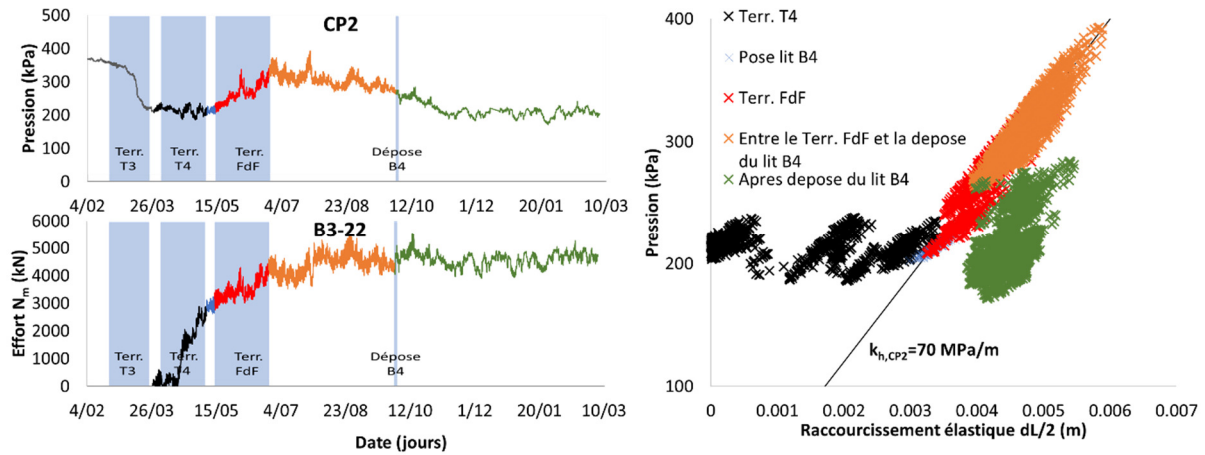 CP2
Pression (kPa)
500
400
300
200
100
0
Terr. T3
Terr. T4
Terr. FdF
Dépose B4
4/02 26/03 15/05 4/07 23/08 12/10 1/12 20/01 10/03
B3-22
Effort Nm (kN)
6000
5000
4000
3000
2000
1000
0
Terr. T3
Terr. T4
Terr. FdF
Dépose B4
4/02 26/03 15/05 4/07 23/08 12/10 1/12 20/01 10/03
Date (jours)
Pression (kPa)
400
300
200
100
Terr. T4
Pose lit B4
Terr. FdF
Entre le Terr. FdF et la depose
du lit B4
Apres depose du lit B4
kh,CP2=70 MPa/m
0 0.001 0.002 0.003 0.004 0.005 0.006 0.007
Raccourcissement élastique dL/2 (m)